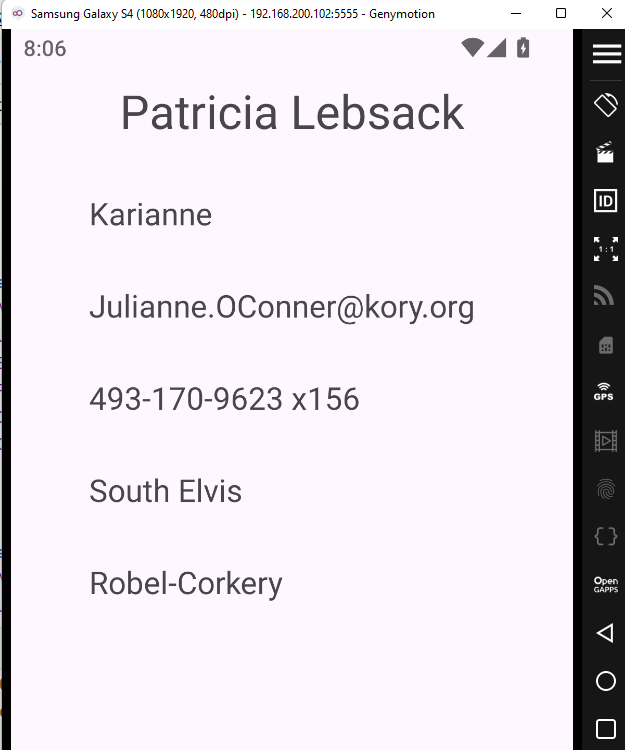 Samsung Galaxy S4 (1080x1920, 480dpi) - 192.168.200.102:5555 - Genymotion
8:06
Patricia Lebsack
Karianne
Julianne.OConner@kory.org
493-170-9623 x156
South Elvis
Robel-Corkery
ID
1:1
GPS
Open
GAPPS